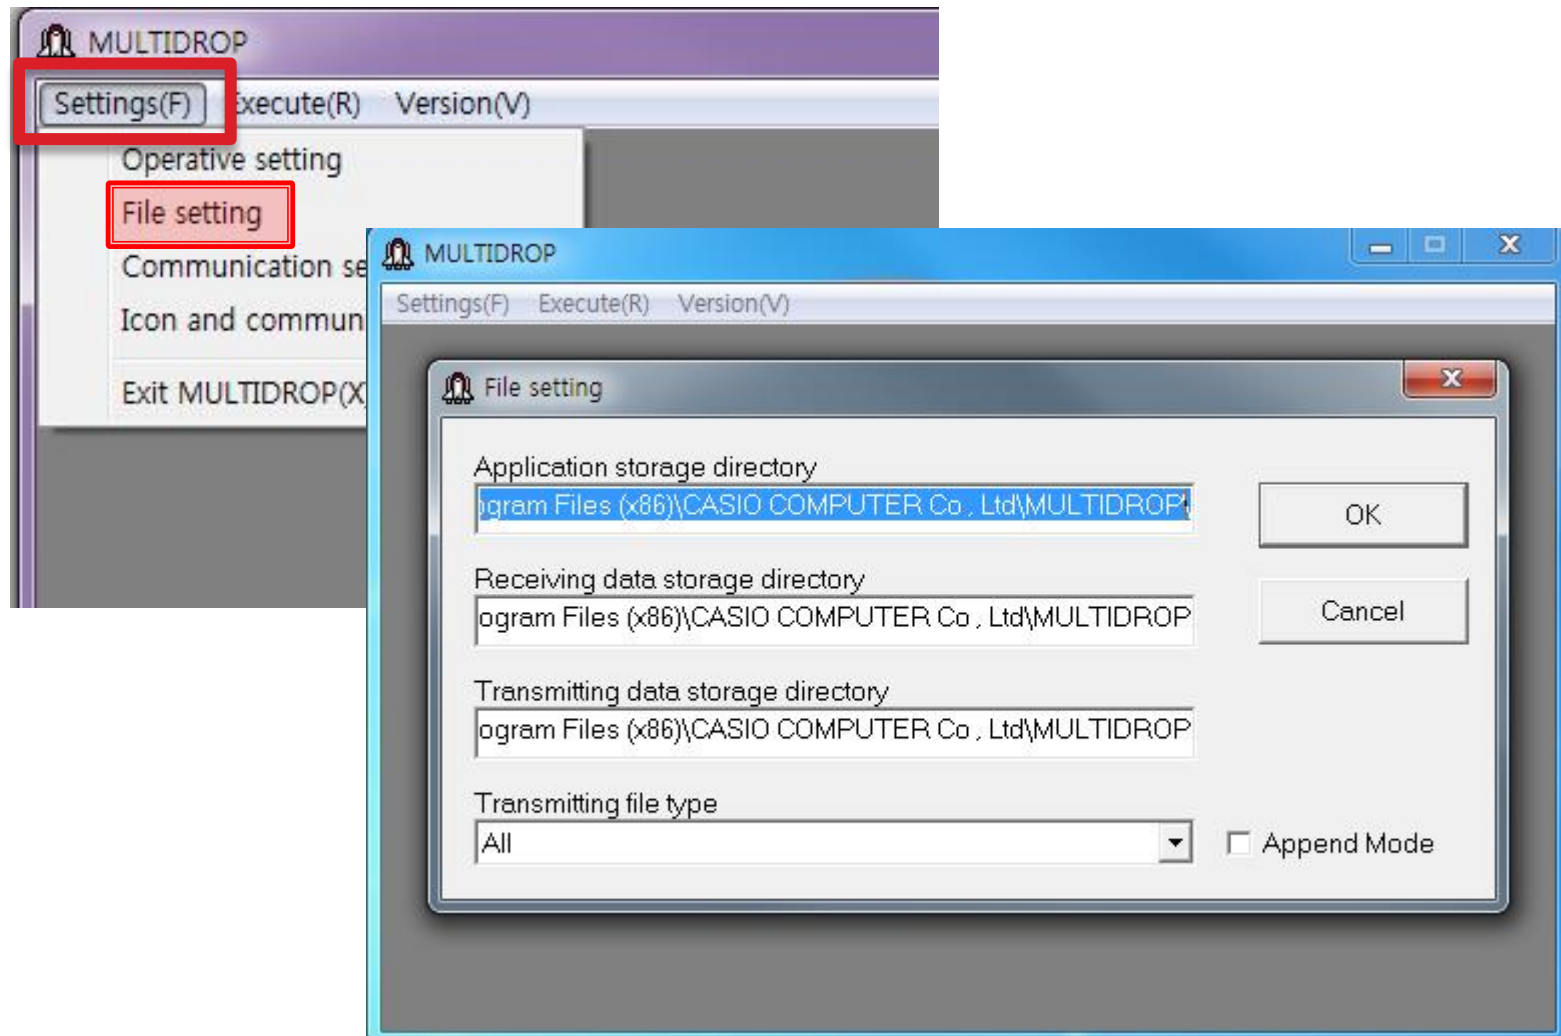 MULTIDROP
Settings(F) Execute(R) Version(V)
Operative setting
File setting
Communication se
Icon and commun
Exit MULTIDROP(X)
MULTIDROP
Settings(F) Execute(R) Version(V)
File setting
Application storage directory
ogram Files (x86)\CASIO COMPUTER Co , Ltd\MULTIDROP\
OK
Receiving data storage directory
ogram Files (x86)\CASIO COMPUTER Co , Ltd\MULTIDROP
Cancel
Transmitting data storage directory
ogram Files (x86)\CASIO COMPUTER Co , Ltd\MULTIDROP
Transmitting file type
All
Append Mode